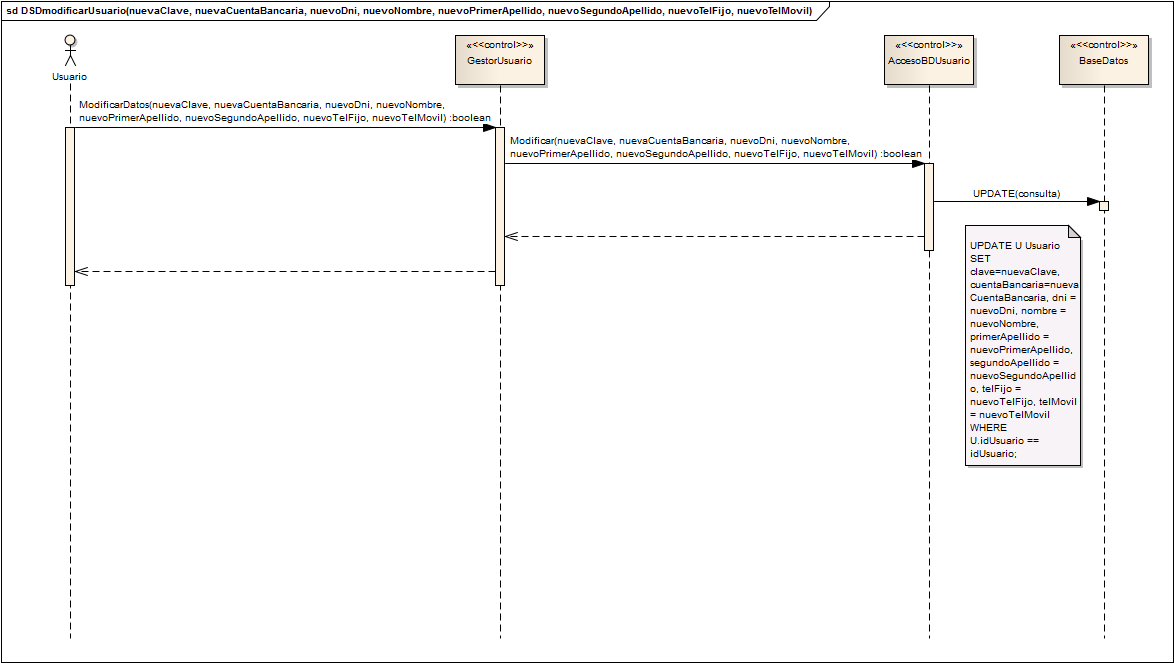 sd DSDmodificarUsuario(nuevaClave, nuevaCuentaBancaria, nuevoDni, nuevoNombre, nuevoPrimerApellido, nuevoSegundoApellido, nuevoTelFijo, nuevoTelMovil)
Usuario
«<<control>>»
GestorUsuario
«<<control>>»
AccesoBDUsuario
«<<control>>»
BaseDatos
ModificarDatos(nuevaClave, nuevaCuentaBancaria, nuevoDni, nuevoNombre,
nuevoPrimerApellido, nuevoSegundoApellido, nuevoTelFijo, nuevoTelMovil) :boolean
Modificar(nuevaClave, nuevaCuentaBancaria, nuevoDni, nuevoNombre,
nuevoPrimerApellido, nuevoSegundoApellido, nuevoTelFijo, nuevoTelMovil) :boolean
UPDATE(consulta)
UPDATE U Usuario
SET
clave=nuevaClave,
cuentaBancaria=nueva
CuentaBancaria, dni =
nuevoDni, nombre =
nuevoNombre,
primerApellido =
nuevoPrimerApellido,
segundoApellido =
nuevoSegundoApellid
o, telFijo =
nuevoTelFijo, telMovil
= nuevoTelMovil
WHERE
U.idUsuario ==
idUsuario;